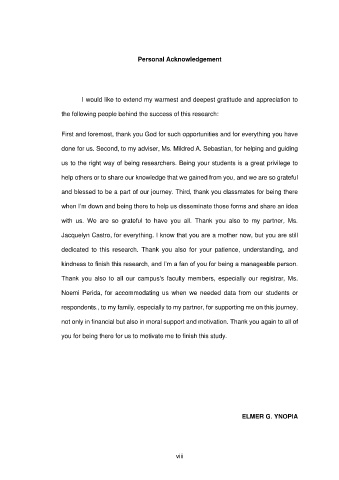 Personal Acknowledgement
I would like to extend my warmest and deepest gratitude and appreciation to
the following people behind the success of this research:
First and foremost, thank you God for such opportunities and for everything you have
done for us. Second, to my adviser, Ms. Mildred A. Sebastian, for helping and guiding
us to the right way of being researchers. Being your students is a great privilege to
help others or to share our knowledge that we gained from you, and we are so grateful
and blessed to be a part of our journey. Third, thank you classmates for being there
when I'm down and being there to help us disseminate those forms and share an idea
with us. We are so grateful to have you all. Thank you also to my partner, Ms.
Jacquelyn Castro, for everything. I know that you are a mother now, but you are still
dedicated to this research. Thank you also for your patience, understanding, and
kindness to finish this research, and I'm a fan of you for being a manageable person.
Thank you also to all our campus's faculty members, especially our registrar, Ms.
Noemi Perida, for accommodating us when we needed data from our students or
respondents., to my family, especially to my partner, for supporting me on this journey,
not only in financial but also in moral support and motivation. Thank you again to all of
you for being there for us to motivate me to finish this study.
ELMER G. YNOPIA
viii